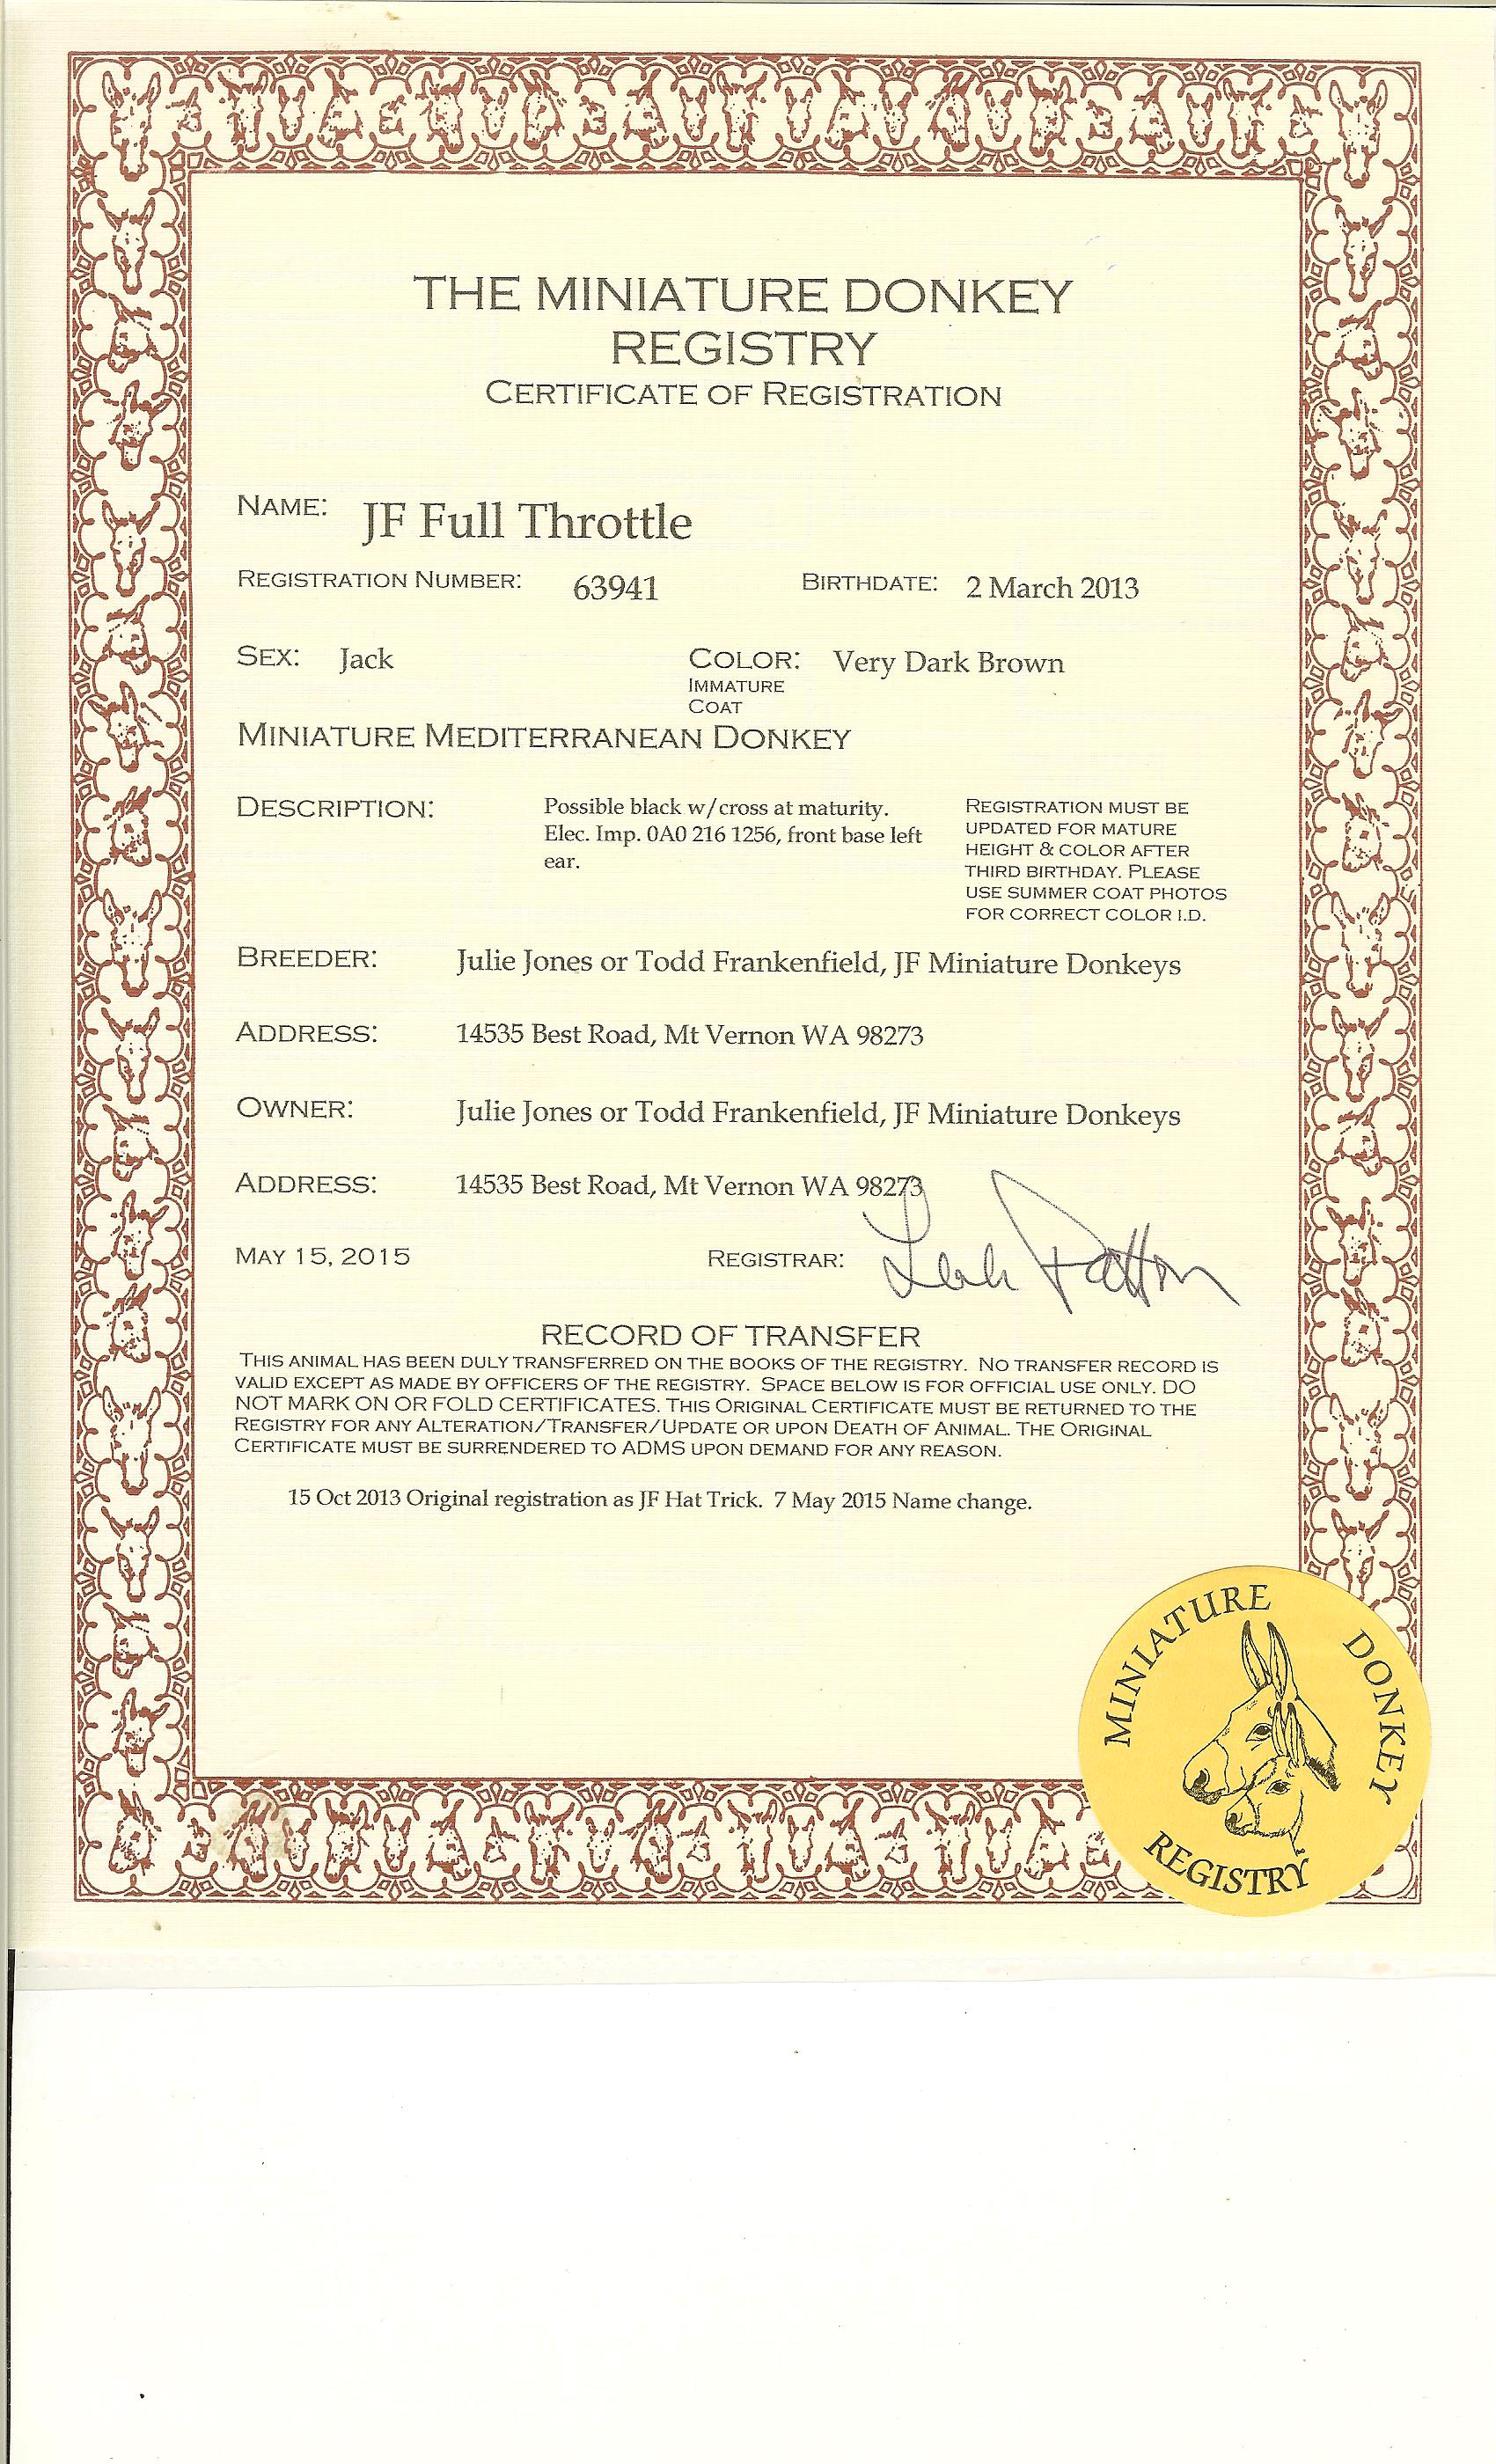 THE MINIATURE DONKEY
REGISTRY
CERTIFICATE OF REGISTRATION
NAME: JF Full Throttle
REGISTRATION NUMBER: 63941 BIRTHDATE: 2 March 2013
SEX: Jack COLOR: Very Dark Brown
IMMATURE
COAT
MINIATURE MEDITERRANEAN DONKEY
DESCRIPTION: Possible black w/cross at maturity.
Elec. Imp. 0A0 216 1256, front base left
ear.
REGISTRATION MUST BE
UPDATED FOR MATURE
HEIGHT & COLOR AFTER
THIRD BIRTHDAY. PLEASE
USE SUMMER COAT PHOTOS
FOR CORRECT COLOR I.D.
BREEDER: Julie Jones or Todd Frankenfield, JF Miniature Donkeys
ADDRESS: 14535 Best Road, Mt Vernon WA 98273
OWNER: Julie Jones or Todd Frankenfield, JF Miniature Donkeys
ADDRESS: 14535 Best Road, Mt Vernon WA 98273
MAY 15, 2015 REGISTRAR: Leah Patton
RECORD OF TRANSFER
THIS ANIMAL HAS BEEN DULY TRANSFERRED ON THE BOOKS OF THE REGISTRY. NO TRANSFER RECORD IS
VALID EXCEPT AS MADE BY OFFICERS OF THE REGISTRY. SPACE BELOW IS FOR OFFICIAL USE ONLY. DO
NOT MARK ON OR FOLD CERTIFICATES. THIS ORIGINAL CERTIFICATE MUST BE RETURNED TO THE
REGISTRY FOR ANY ALTERATION/TRANSFER/UPDATE OR UPON DEATH OF ANIMAL. THE ORIGINAL
CERTIFICATE MUST BE SURRENDERED TO ADMS UPON DEMAND FOR ANY REASON.
15 Oct 2013 Original registration as JF Hat Trick. 7 May 2015 Name change.
MINIATURE DONKEY
REGISTRY